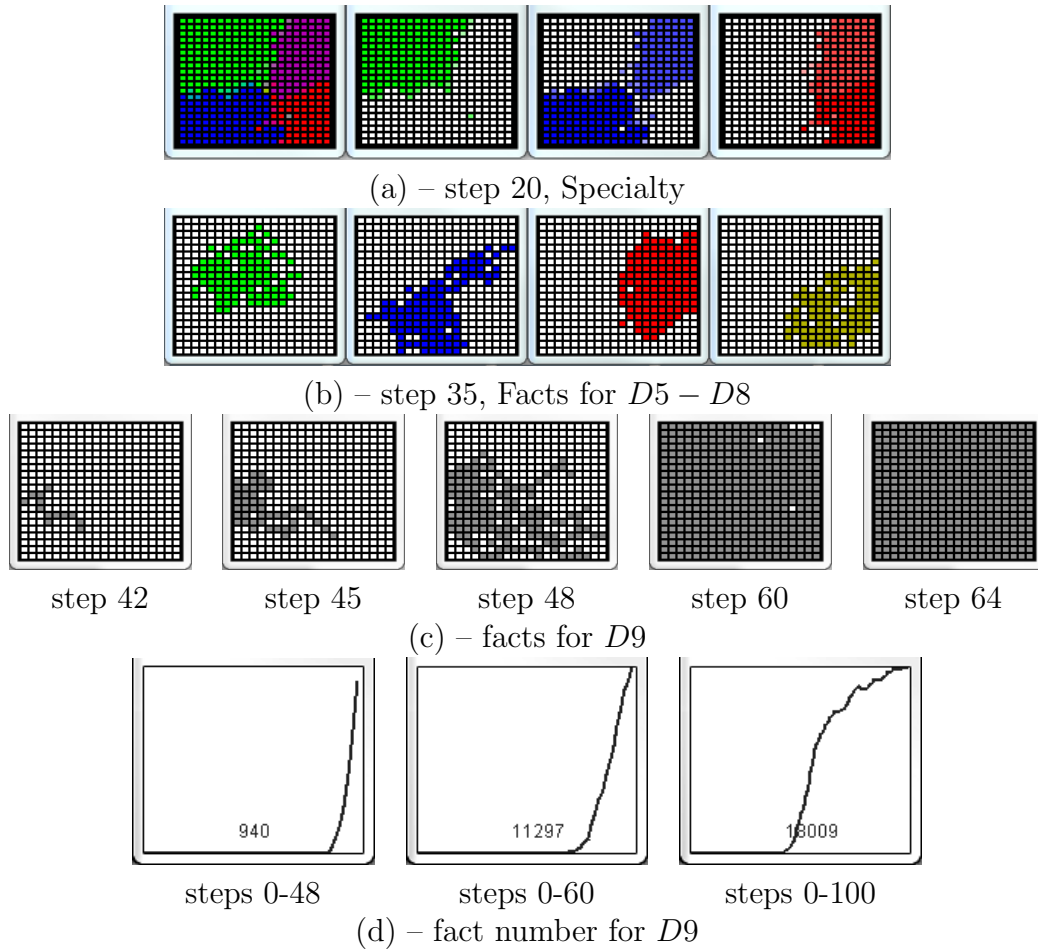 (a) – step 20, Specialty
(b) – step 35, Facts for D5 – D8
step 42 step 45 step 48 step 60 step 64
(c) – facts for D9
940 11297 18009
steps 0-48 steps 0-60 steps 0-100
(d) – fact number for D9